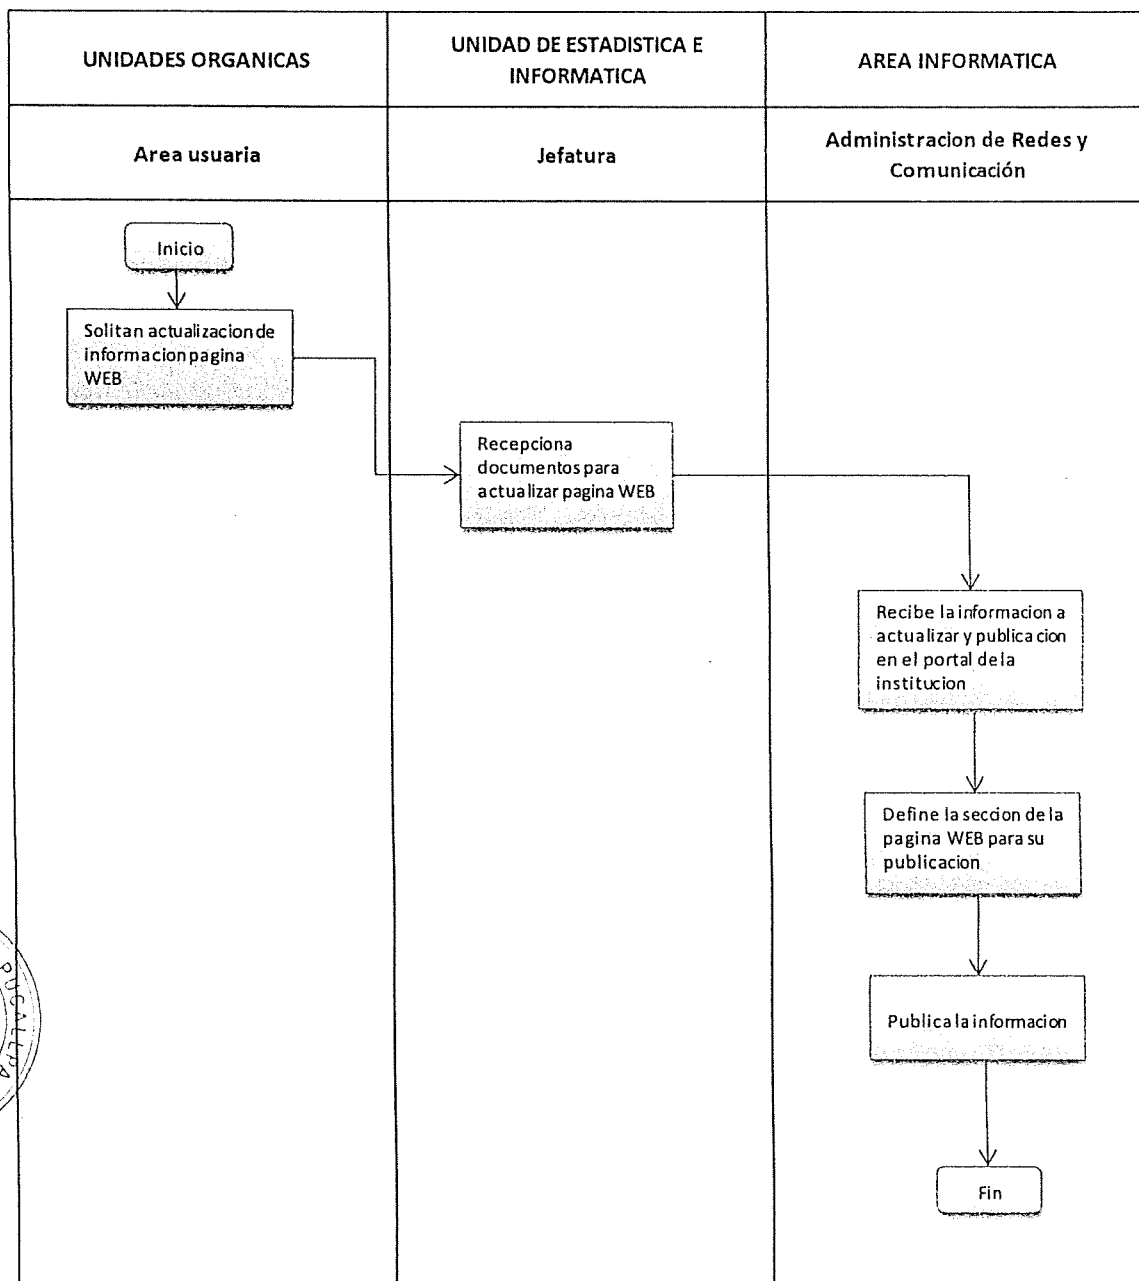 UNIDADES ORGANICAS
UNIDAD DE ESTADISTICA E
INFORMATICA
AREA INFORMATICA
Area usuaria
Jefatura
Administracion de Redes y
Comunicación
Inicio
Solitan actualizacion de
informacion pagina
WEB
Recepciona
documentos para
actualizar pagina WEB
Recibe la informacion a
actualizar y publicacion
en el portal de la
institucion
Define la seccion de la
pagina WEB para su
publicacion
Publica la informacion
Fin
PUCALLPA